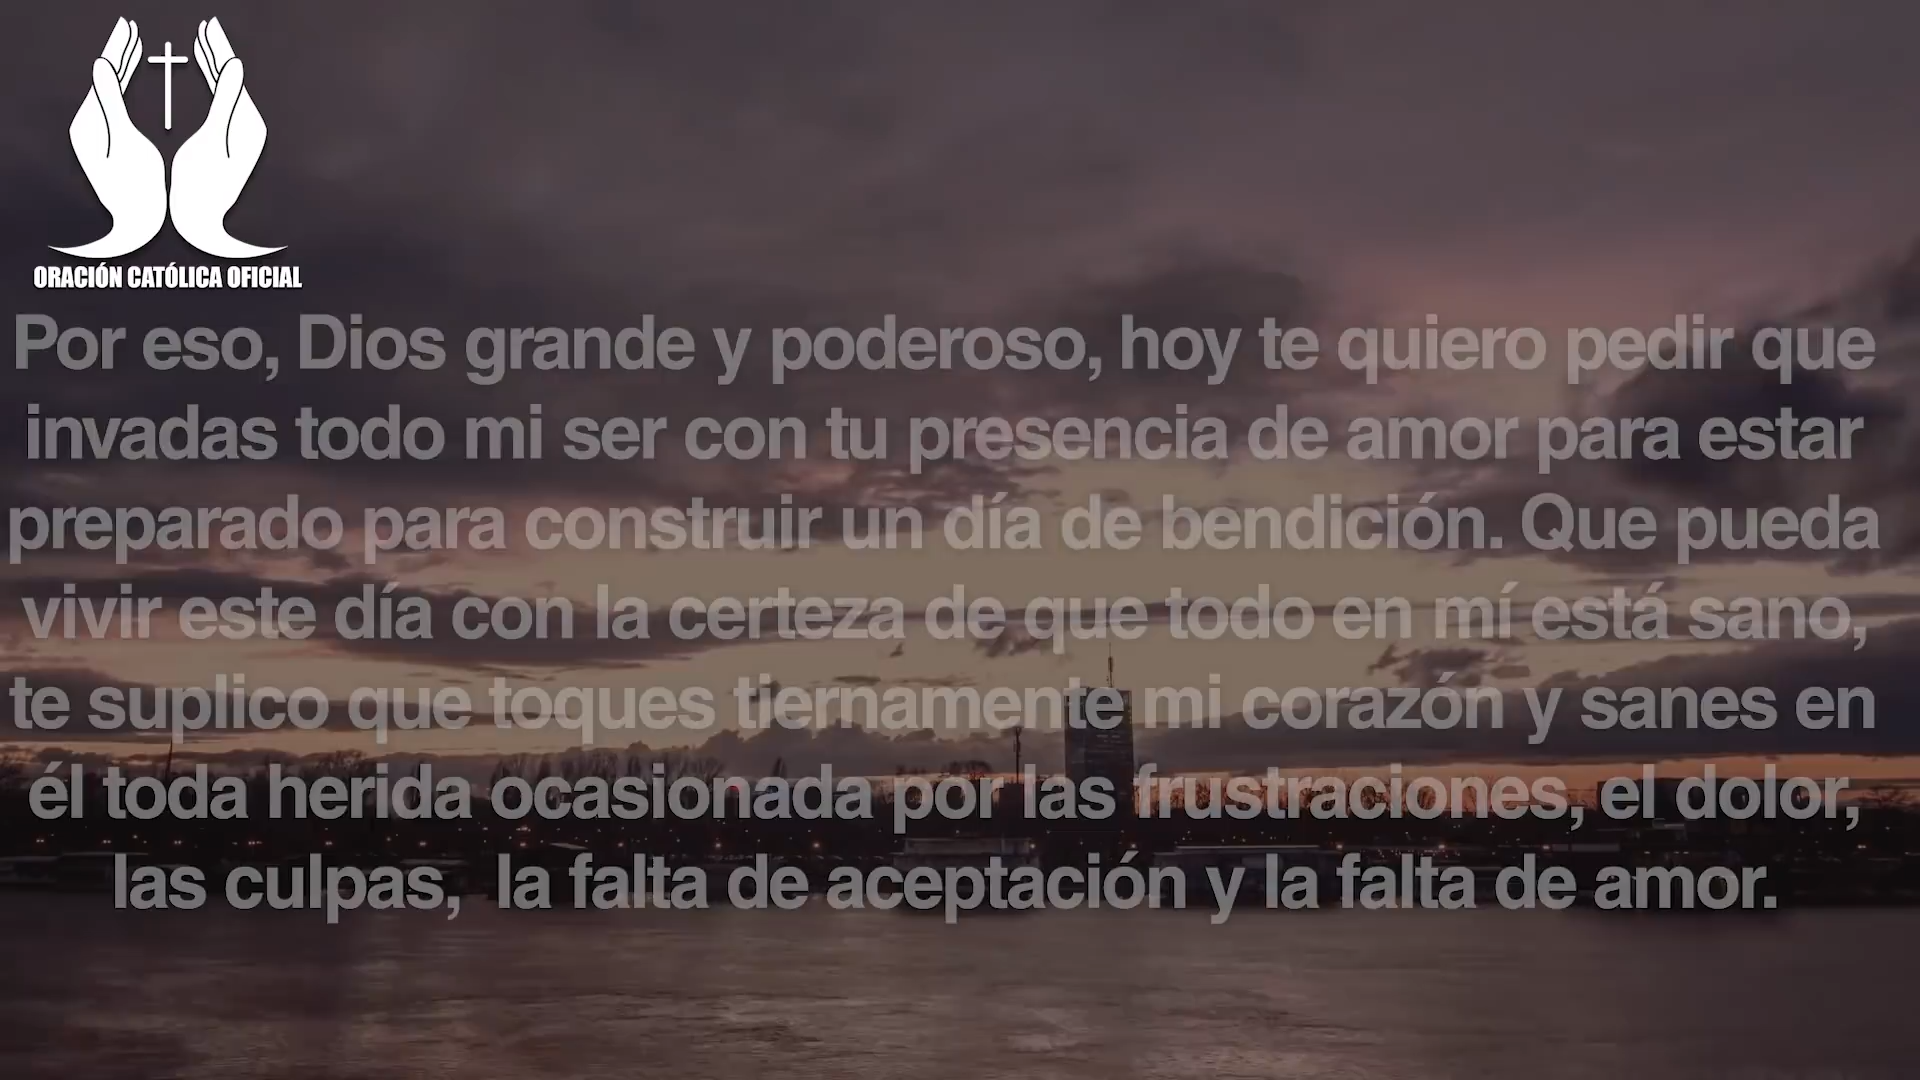 ORACIÓN CATÓLICA OFICIAL
Por eso, Dios grande y poderoso, hoy te quiero pedir que
invadas todo mi ser con tu presencia de amor para estar
preparado para construir un día de bendición. Que pueda
vivir este día con la certeza de que todo en mí está sano,
te suplico que toques tiernamente mi corazón y sanes en
él toda herida ocasionada por las frustraciones, el dolor,
las culpas, la falta de aceptación y la falta de amor.